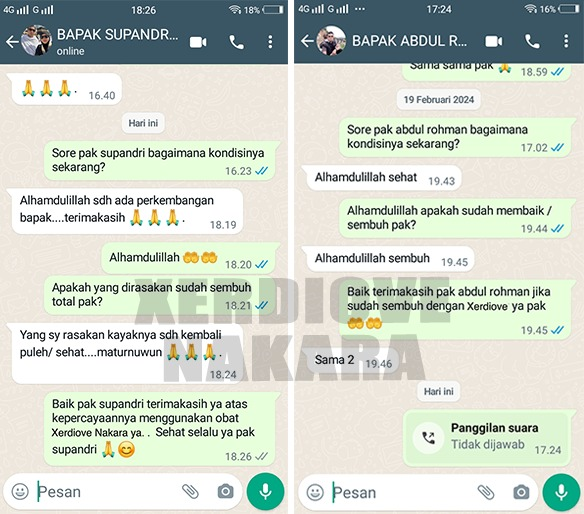 4G G 18:26 18%
BAPAK SUPANDR...
online
16.40
Hari ini
Sore pak supandri bagaimana kondisinya
sekarang?
16.23
Alhamdulillah sdh ada perkembangan
bapak....terimakasih
18.19
Alhamdulillah
18.20
Apakah yang dirasakan sudah sembuh
total pak?
18.21
Yang sy rasakan kayaknya sdh kembali
puleh/ sehat....maturnuwun
18.24
Baik pak supandri terimakasih ya atas
kepercayaannya menggunakan obat
Xerdiove Nakara ya. . Sehat selalu ya pak
supandri 🙏😊
18.26
Pesan
4G G ... 17:24 16%
BAPAK ABDUL R...
Sama sama pak 🙏
18.59
19 Februari 2024
Sore pak abdul rohman bagaimana
kondisinya sekarang?
17.02
Alhamdulillah sehat
19.43
Alhamdulillah apakah sudah membaik /
sembuh pak?
19.44
Alhamdulillah sembuh
19.45
Baik terimakasih pak abdul rohman jika
sudah sembuh dengan Xerdiove ya pak
19.45
Sama 2
19.46
Hari ini
Panggilan suara
Tidak dijawab
17.24
Pesan
XERDIOVE
NAKARA